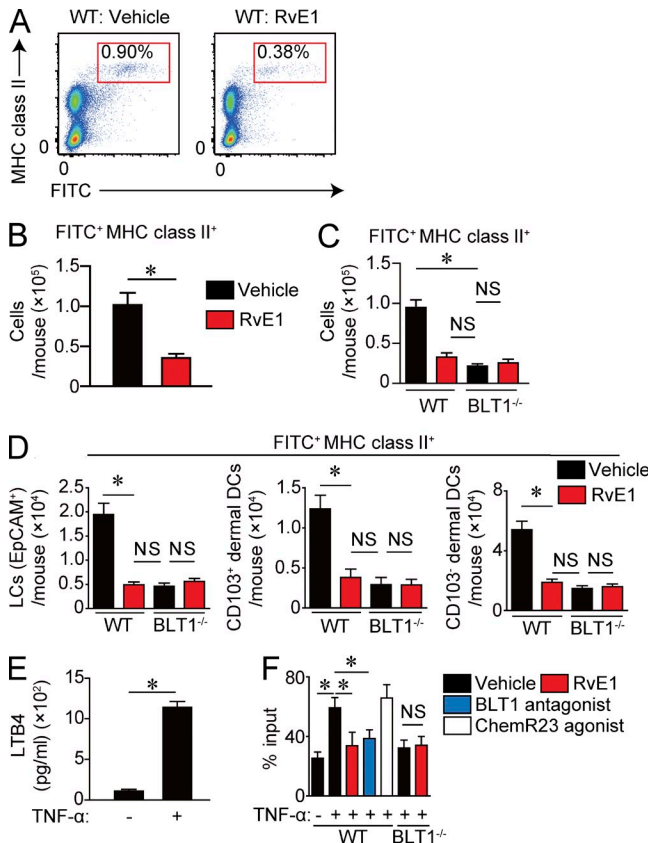 A
WT: Vehicle
WT: RvE1
MHC class II
0.90%
0.38%
0
0
0
0
FITC
B
FITC⁺ MHC class II⁺
Cells
/mouse (×10⁵)
1.5
1.0
0.5
0
*
Vehicle
RvE1
C
FITC⁺ MHC class II⁺
Cells
/mouse (×10⁵)
1.5
1.0
0.5
0
*
NS
NS
WT
BLT1⁻/⁻
D
FITC⁺ MHC class II⁺
Vehicle
RvE1
LCs (EpCAM⁺)
/mouse (×10⁴)
2.5
2.0
1.5
1.0
0.5
0
*
NS
NS
WT
BLT1⁻/⁻
CD103⁺ dermal DCs
/mouse (×10⁴)
1.5
1.0
0.5
0
*
NS
NS
WT
BLT1⁻/⁻
CD103⁻ dermal DCs
/mouse (×10⁴)
8.0
6.0
4.0
2.0
0
*
NS
NS
WT
BLT1⁻/⁻
E
LTB4
(pg/ml) (×10²)
15
10
5
0
*
TNF-α: - +
F
% input
80
40
0
* *
*
NS
Vehicle
RvE1
BLT1 antagonist
ChemR23 agonist
TNF-α: - + + + + + +
WT
BLT1⁻/⁻